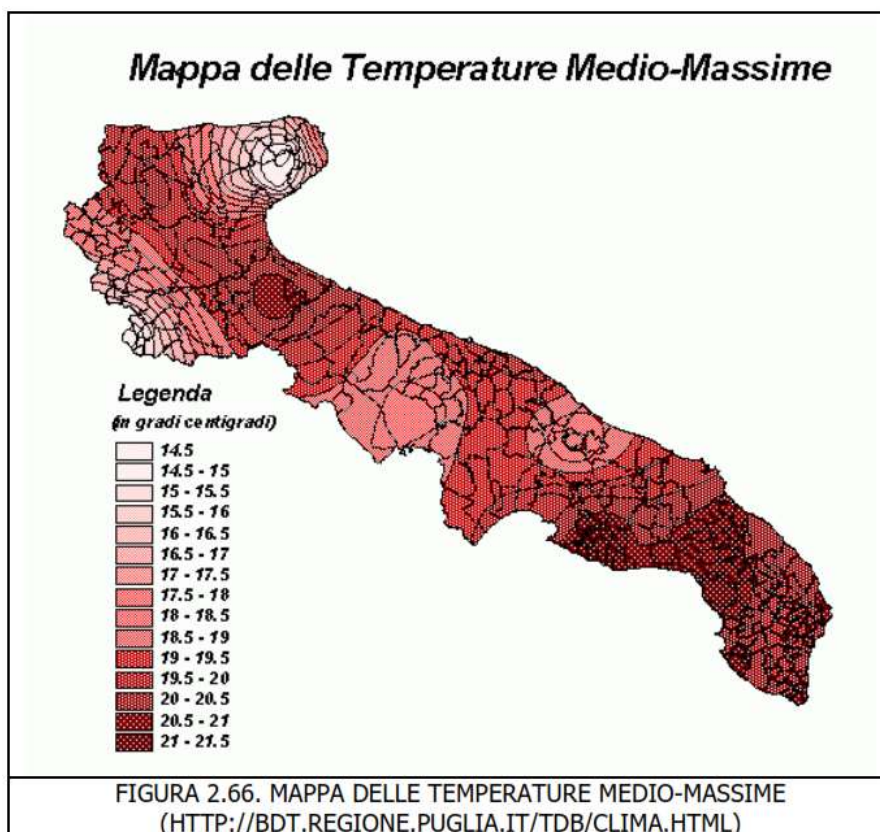 Mappa delle Temperature Medio-Massime
Legenda
(in gradi centigradi)
14.5
14.5 - 15
15 - 15.5
15.5 - 16
16 - 16.5
16.5 - 17
17 - 17.5
17.5 - 18
18 - 18.5
18.5 - 19
19 - 19.5
19.5 - 20
20 - 20.5
20.5 - 21
21 - 21.5
FIGURA 2.66. MAPPA DELLE TEMPERATURE MEDIO-MASSIME
(HTTP://BDT.REGIONE.PUGLIA.IT/TDB/CLIMA.HTML)